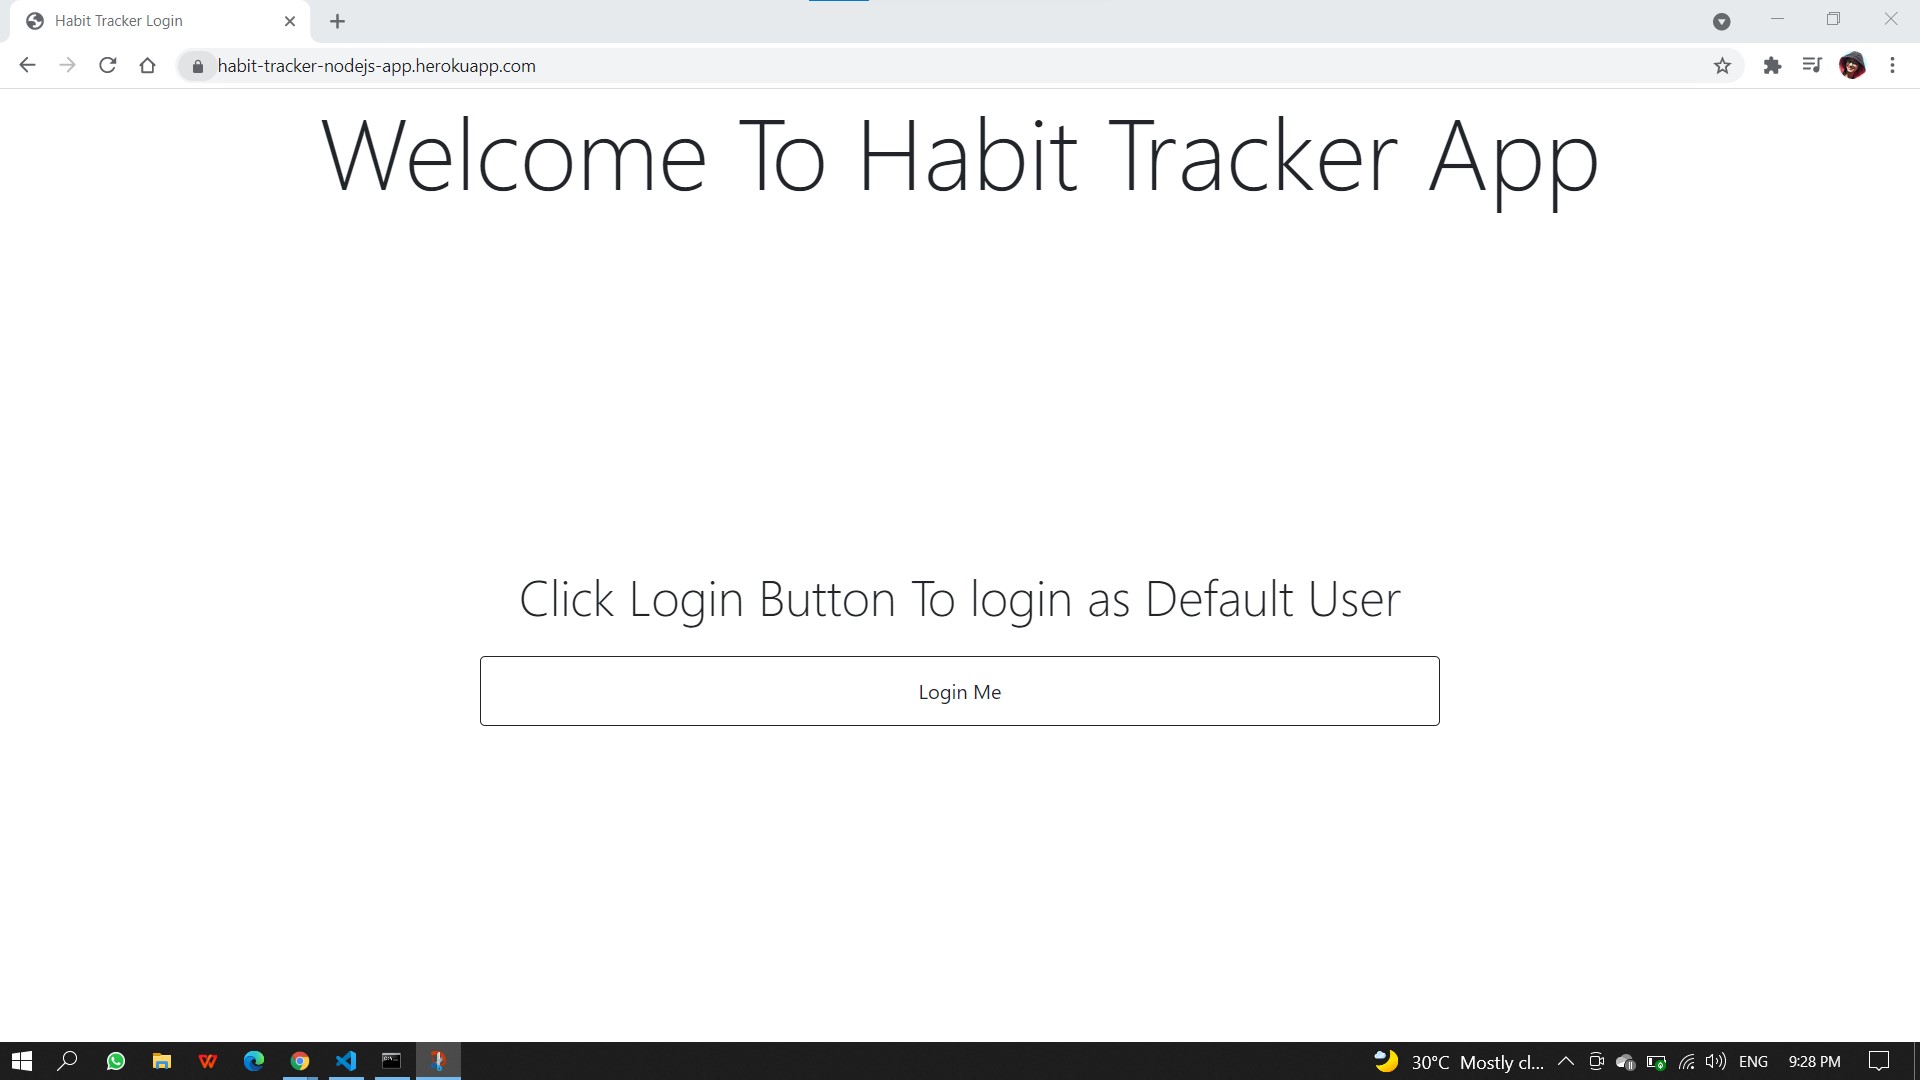 Habit Tracker Login
habit-tracker-nodejs-app.herokuapp.com
Welcome To Habit Tracker App
Click Login Button To login as Default User
Login Me
30°C Mostly cl... ENG 9:28 PM